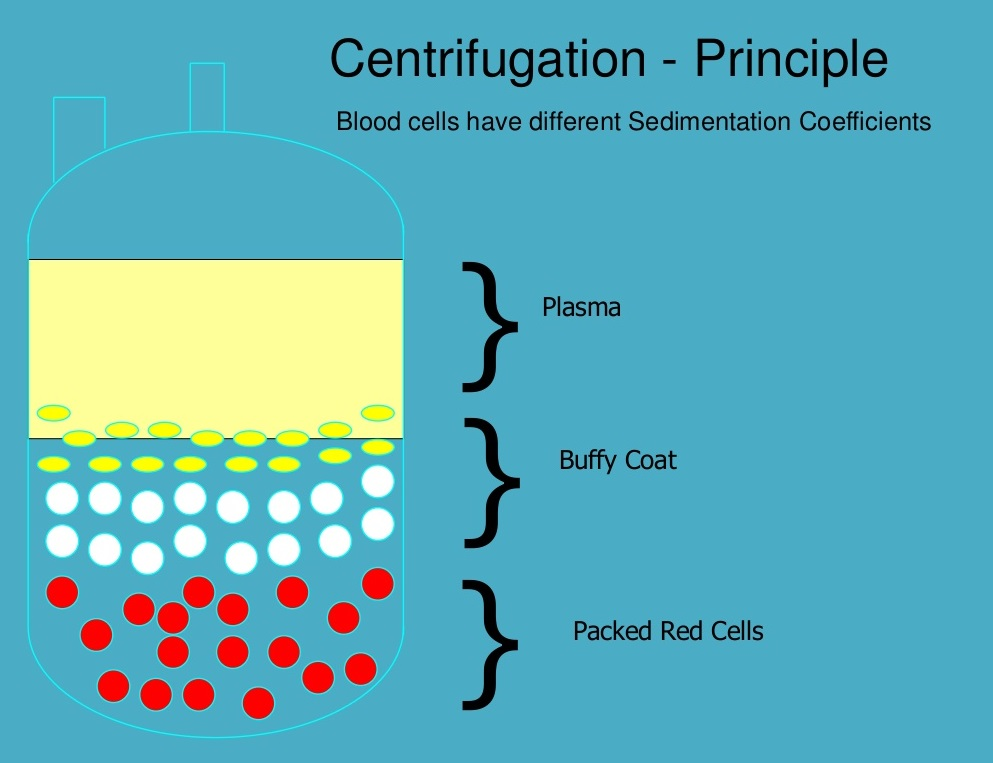 Centrifugation - Principle
Blood cells have different Sedimentation Coefficients
Plasma
Buffy Coat
Packed Red Cells